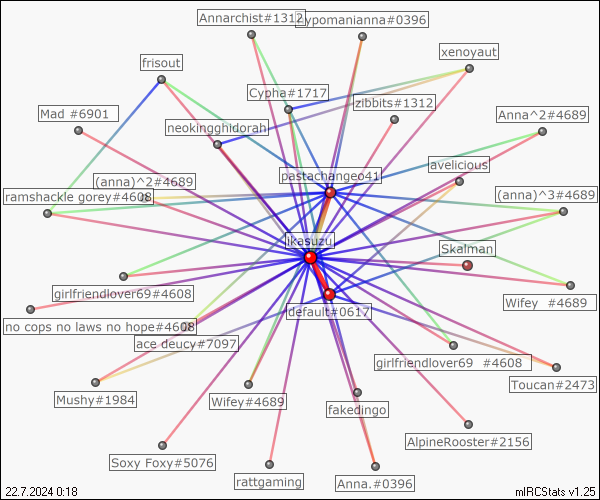 Annarchist#1312
hypomanianna#0396
xenoyaut
frisout
Cypha#1717
zibbits#1312
Mad #6901
Anna^2#4689
neokingghidorah
svelicious
pastachangeo41
(anna)^2#4689
(anna)^3#4689
ramshackle gorey#4608
ikasuzu
Skalman
girlfriendlover69#4608
Wifey  #4689
default#0617
no cops no laws no hope#4608
ace deucy#7097
girlfriendlover69  #4608
Toucan#2473
Mushy#1984
Wifey#4689
fakedingo
AlpineRooster#2156
Soxy Foxy#5076
rattgaming
Anna.#0396
22.7.2024 0:18
mIRCStats v1.25